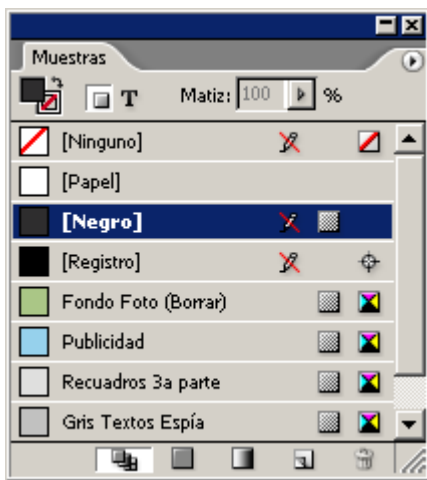 Muestras
T Matiz: 100 %
[Ninguno]
[Papel]
[Negro]
[Registro]
Fondo Foto (Borrar)
Publicidad
Recuadros 3a parte
Gris Textos Espía